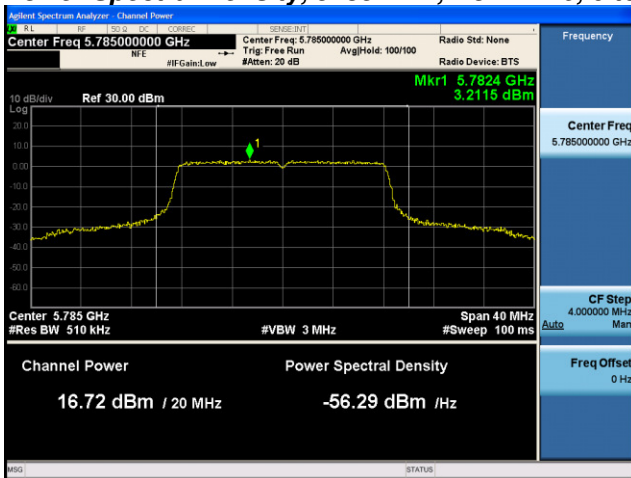 Agilent Spectrum Analyzer - Channel Power
RL RF 50 Ω DC CORREC SENSE:INT
Center Freq 5.785000000 GHz
NFE
#IFGain:Low
Center Freq: 5.785000000 GHz
Trig: Free Run Avg|Hold: 100/100
#Atten: 20 dB
Radio Std: None
Radio Device: BTS
Mkr1 5.7824 GHz
3.2115 dBm
10 dB/div Ref 30.00 dBm
Log
20.0
10.0
0.00
-10.0
-20.0
-30.0
-40.0
-50.0
-60.0
1
Center 5.785 GHz Span 40 MHz
#Res BW 510 kHz #VBW 3 MHz #Sweep 100 ms
Channel Power Power Spectral Density
16.72 dBm / 20 MHz -56.29 dBm /Hz
MSG STATUS
Frequency
Center Freq
5.785000000 GHz
CF Step
4.000000 MHz
Auto Man
Freq Offset
0 Hz